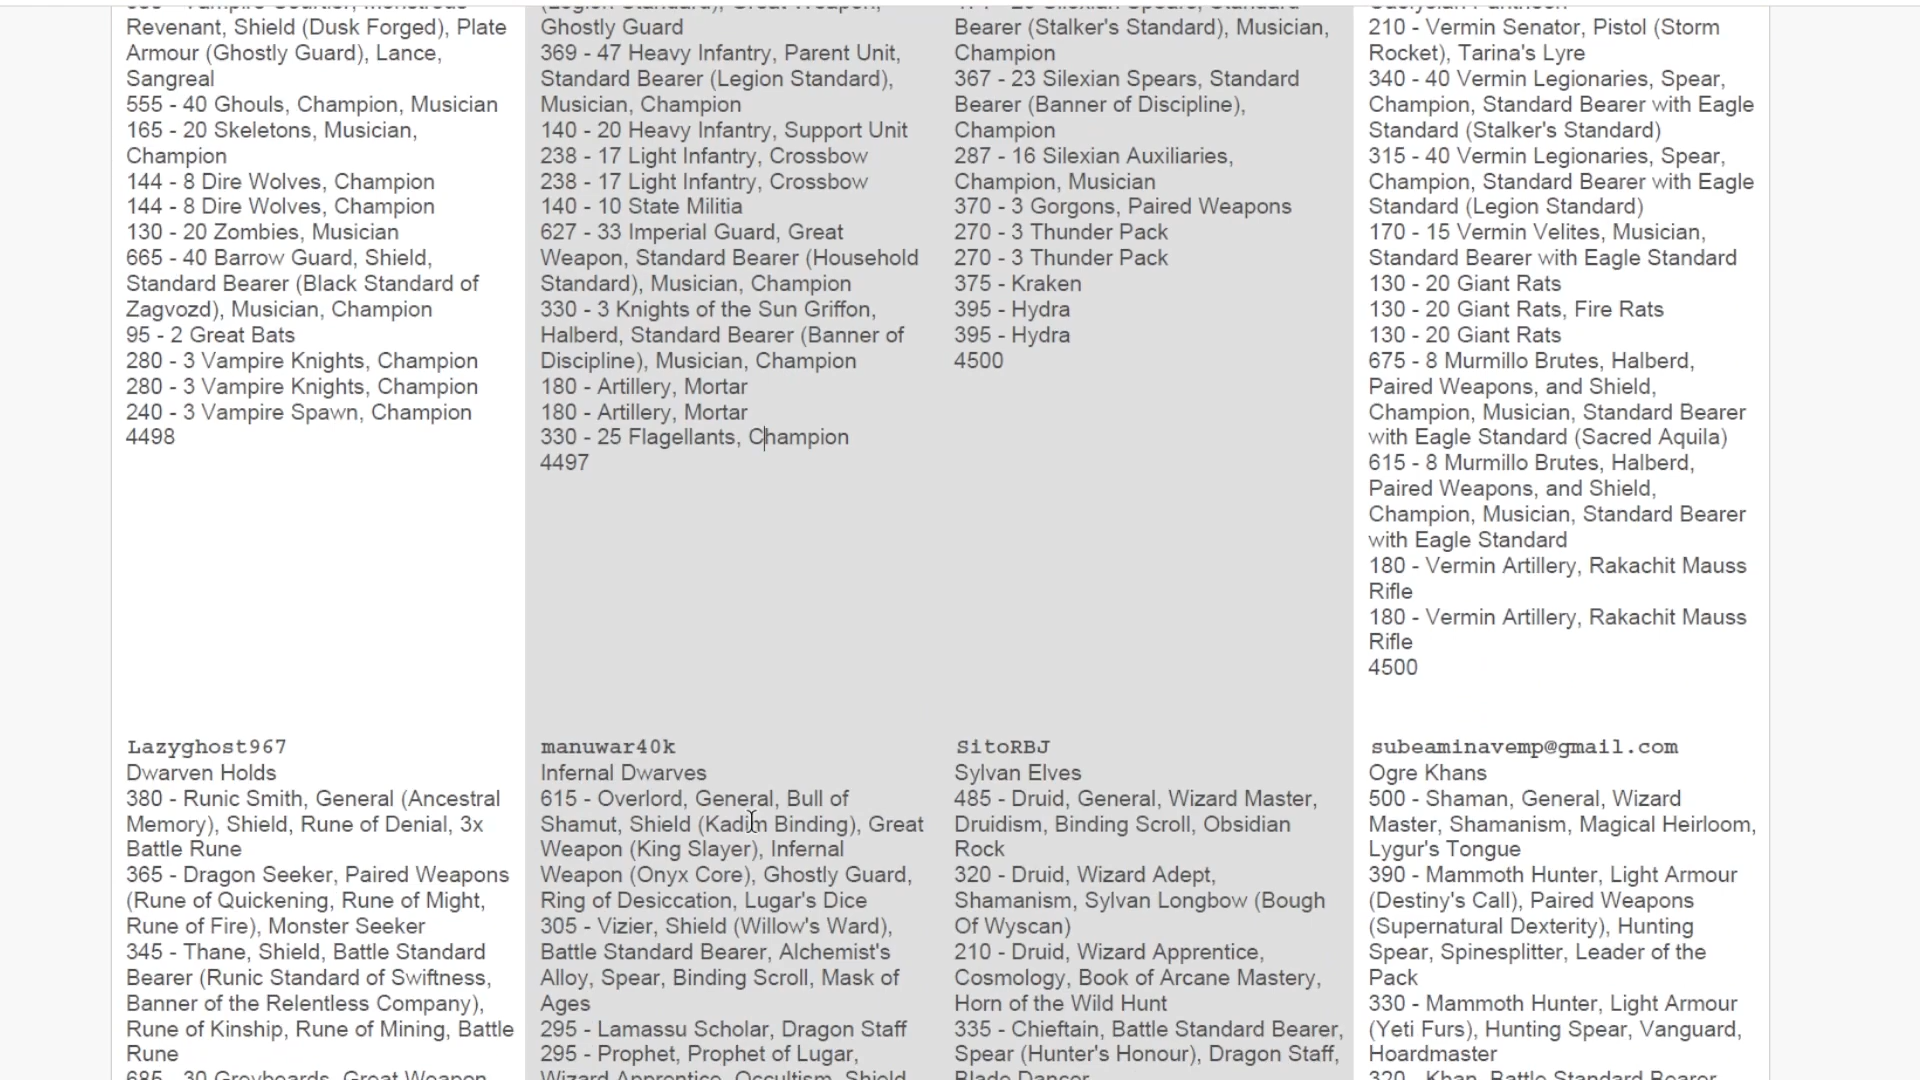 Revenant, Shield (Dusk Forged), Plate
Armour (Ghostly Guard), Lance,
Sangreal
555 - 40 Ghouls, Champion, Musician
165 - 20 Skeletons, Musician,
Champion
144 - 8 Dire Wolves, Champion
144 - 8 Dire Wolves, Champion
130 - 20 Zombies, Musician
665 - 40 Barrow Guard, Shield,
Standard Bearer (Black Standard of
Zagvozd), Musician, Champion
95 - 2 Great Bats
280 - 3 Vampire Knights, Champion
280 - 3 Vampire Knights, Champion
240 - 3 Vampire Spawn, Champion
4498
Ghostly Guard
369 - 47 Heavy Infantry, Parent Unit,
Standard Bearer (Legion Standard),
Musician, Champion
140 - 20 Heavy Infantry, Support Unit
238 - 17 Light Infantry, Crossbow
238 - 17 Light Infantry, Crossbow
140 - 10 State Militia
627 - 33 Imperial Guard, Great
Weapon, Standard Bearer (Household
Standard), Musician, Champion
330 - 3 Knights of the Sun Griffon,
Halberd, Standard Bearer (Banner of
Discipline), Musician, Champion
180 - Artillery, Mortar
180 - Artillery, Mortar
330 - 25 Flagellants, Champion
4497
Bearer (Stalker's Standard), Musician,
Champion
367 - 23 Silexian Spears, Standard
Bearer (Banner of Discipline),
Champion
287 - 16 Silexian Auxiliaries,
Champion, Musician
370 - 3 Gorgons, Paired Weapons
270 - 3 Thunder Pack
270 - 3 Thunder Pack
375 - Kraken
395 - Hydra
395 - Hydra
4500
210 - Vermin Senator, Pistol (Storm
Rocket), Tarina's Lyre
340 - 40 Vermin Legionaries, Spear,
Champion, Standard Bearer with Eagle
Standard (Stalker's Standard)
315 - 40 Vermin Legionaries, Spear,
Champion, Standard Bearer with Eagle
Standard (Legion Standard)
170 - 15 Vermin Velites, Musician,
Standard Bearer with Eagle Standard
130 - 20 Giant Rats
130 - 20 Giant Rats, Fire Rats
130 - 20 Giant Rats
675 - 8 Murmillo Brutes, Halberd,
Paired Weapons, and Shield,
Champion, Musician, Standard Bearer
with Eagle Standard (Sacred Aquila)
615 - 8 Murmillo Brutes, Halberd,
Paired Weapons, and Shield,
Champion, Musician, Standard Bearer
with Eagle Standard
180 - Vermin Artillery, Rakachit Mauss
Rifle
180 - Vermin Artillery, Rakachit Mauss
Rifle
4500
Lazyghost967
Dwarven Holds
380 - Runic Smith, General (Ancestral
Memory), Shield, Rune of Denial, 3x
Battle Rune
365 - Dragon Seeker, Paired Weapons
(Rune of Quickening, Rune of Might,
Rune of Fire), Monster Seeker
345 - Thane, Shield, Battle Standard
Bearer (Runic Standard of Swiftness,
Banner of the Relentless Company),
Rune of Kinship, Rune of Mining, Battle
Rune
685 - 30 Greybeards, Great Weapon
manuwar40k
Infernal Dwarves
615 - Overlord, General, Bull of
Shamut, Shield (Kadim Binding), Great
Weapon (King Slayer), Infernal
Weapon (Onyx Core), Ghostly Guard,
Ring of Desiccation, Lugar's Dice
305 - Vizier, Shield (Willow's Ward),
Battle Standard Bearer, Alchemist's
Alloy, Spear, Binding Scroll, Mask of
Ages
295 - Lamassu Scholar, Dragon Staff
295 - Prophet, Prophet of Lugar,
Wizard Apprentice, Occultism, Shield
SitoRBJ
Sylvan Elves
485 - Druid, General, Wizard Master,
Druidism, Binding Scroll, Obsidian
Rock
320 - Druid, Wizard Adept,
Shamanism, Sylvan Longbow (Bough
Of Wyscan)
210 - Druid, Wizard Apprentice,
Cosmology, Book of Arcane Mastery,
Horn of the Wild Hunt
335 - Chieftain, Battle Standard Bearer,
Spear (Hunter's Honour), Dragon Staff,
Blade Dancer
subeaminavemp@gmail.com
Ogre Khans
500 - Shaman, General, Wizard
Master, Shamanism, Magical Heirloom,
Lygur's Tongue
390 - Mammoth Hunter, Light Armour
(Destiny's Call), Paired Weapons
(Supernatural Dexterity), Hunting
Spear, Spinesplitter, Leader of the
Pack
330 - Mammoth Hunter, Light Armour
(Yeti Furs), Hunting Spear, Vanguard,
Hoardmaster
320 - Khan, Battle Standard Bearer